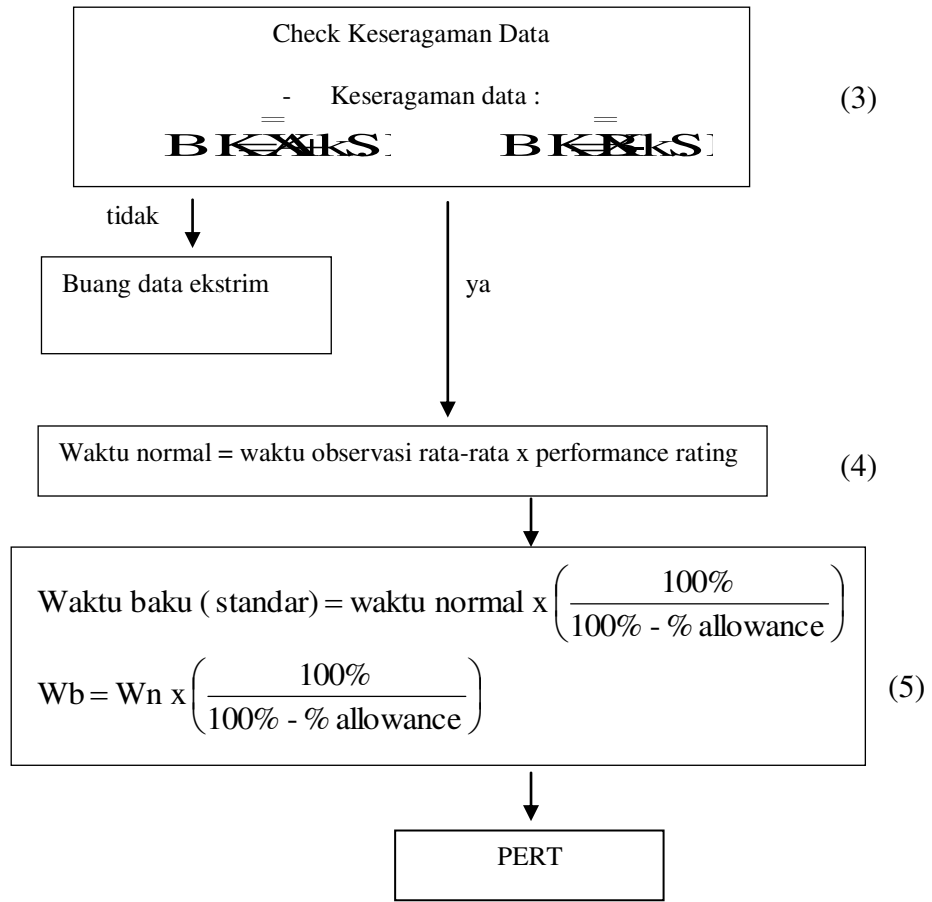 Check Keseragaman Data
- Keseragaman data :
(3)
tidak
Buang data ekstrim
ya
Waktu normal = waktu observasi rata-rata x performance rating
(4)
Waktu baku ( standar) = waktu normal x (100% / 100% - % allowance)
Wb = Wn x (100% / 100% - % allowance)
(5)
PERT